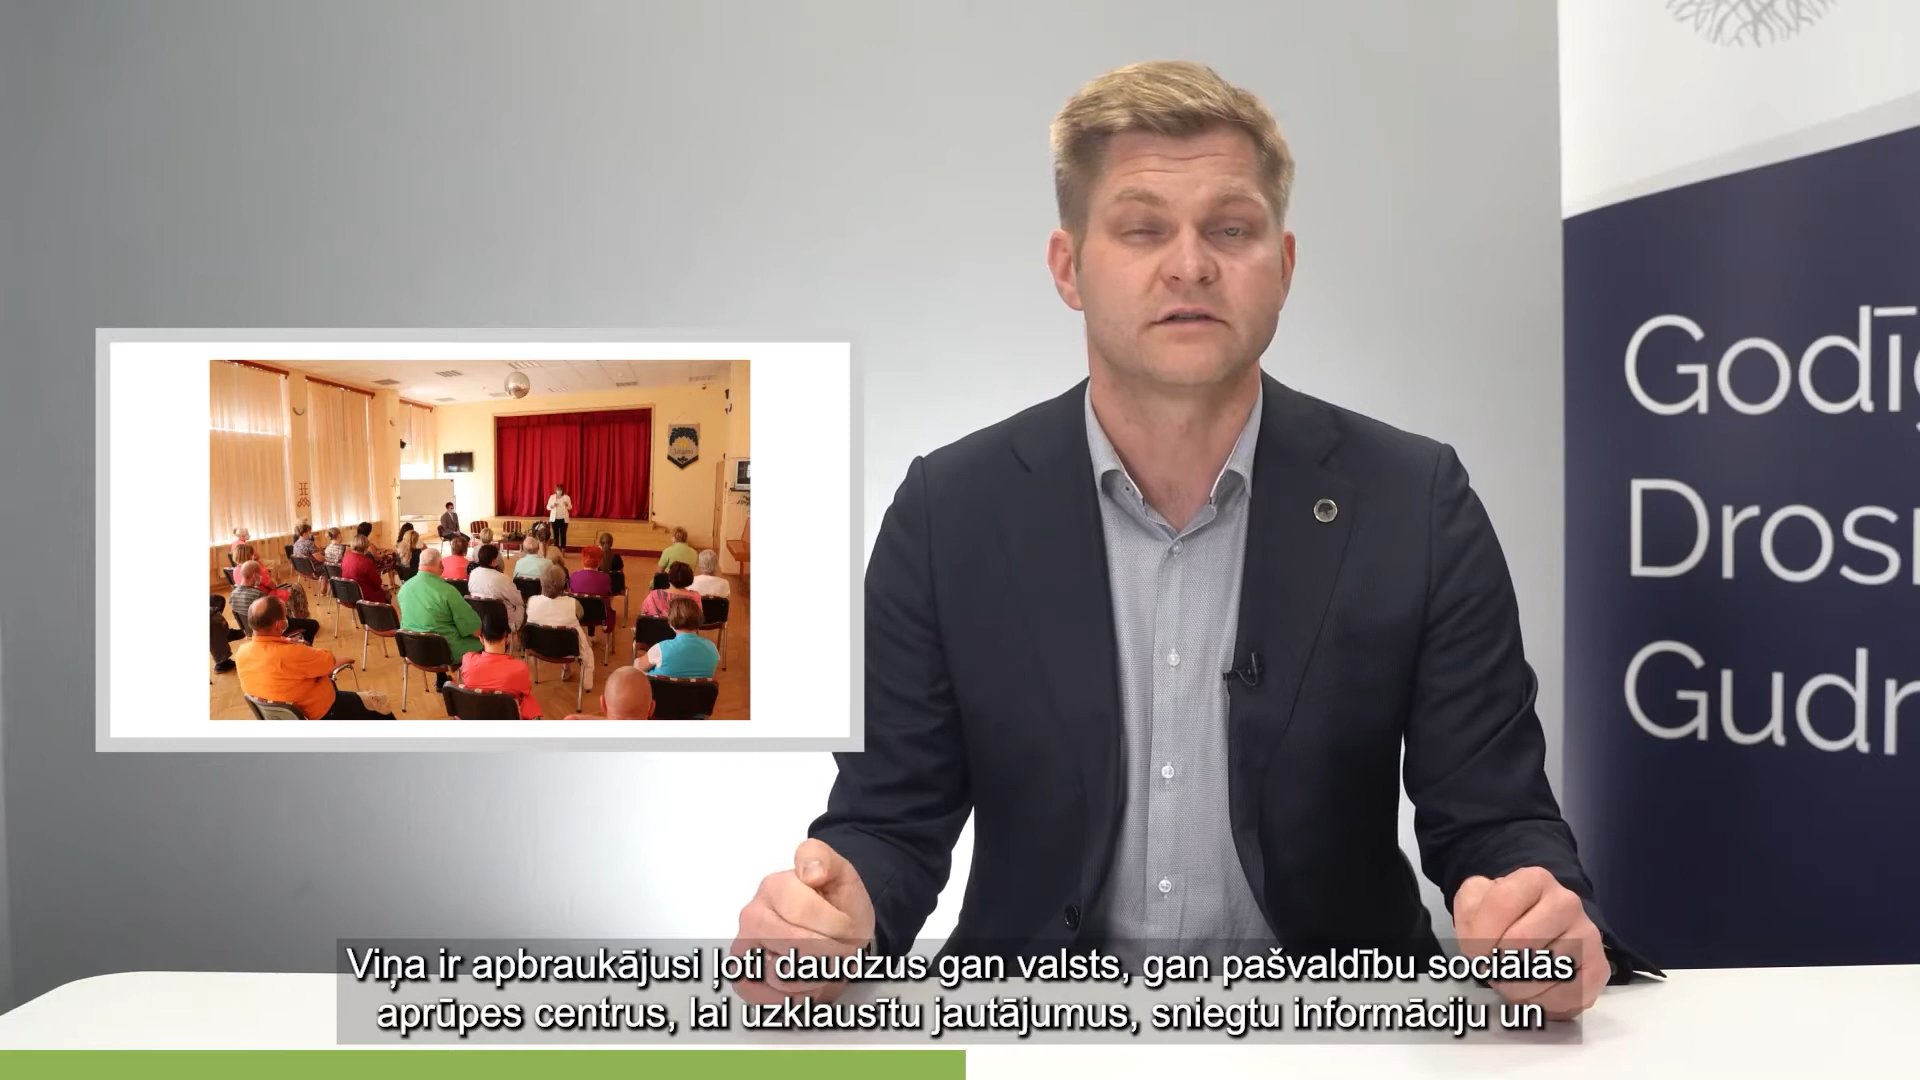 Godī
Dros
Gudr
Viņa ir apbraukājusi ļoti daudzus gan valsts, gan pašvaldību sociālās
aprūpes centrus, lai uzklausītu jautājumus, sniegtu informāciju un